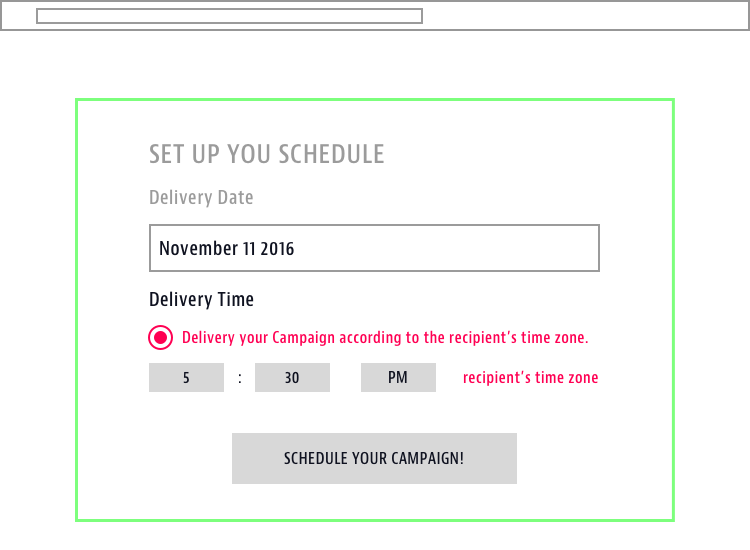 SET UP YOU SCHEDULE
Delivery Date
November 11 2016
Delivery Time
Delivery your Campaign according to the recipient's time zone.
5 : 30 PM recipient's time zone
SCHEDULE YOUR CAMPAIGN!